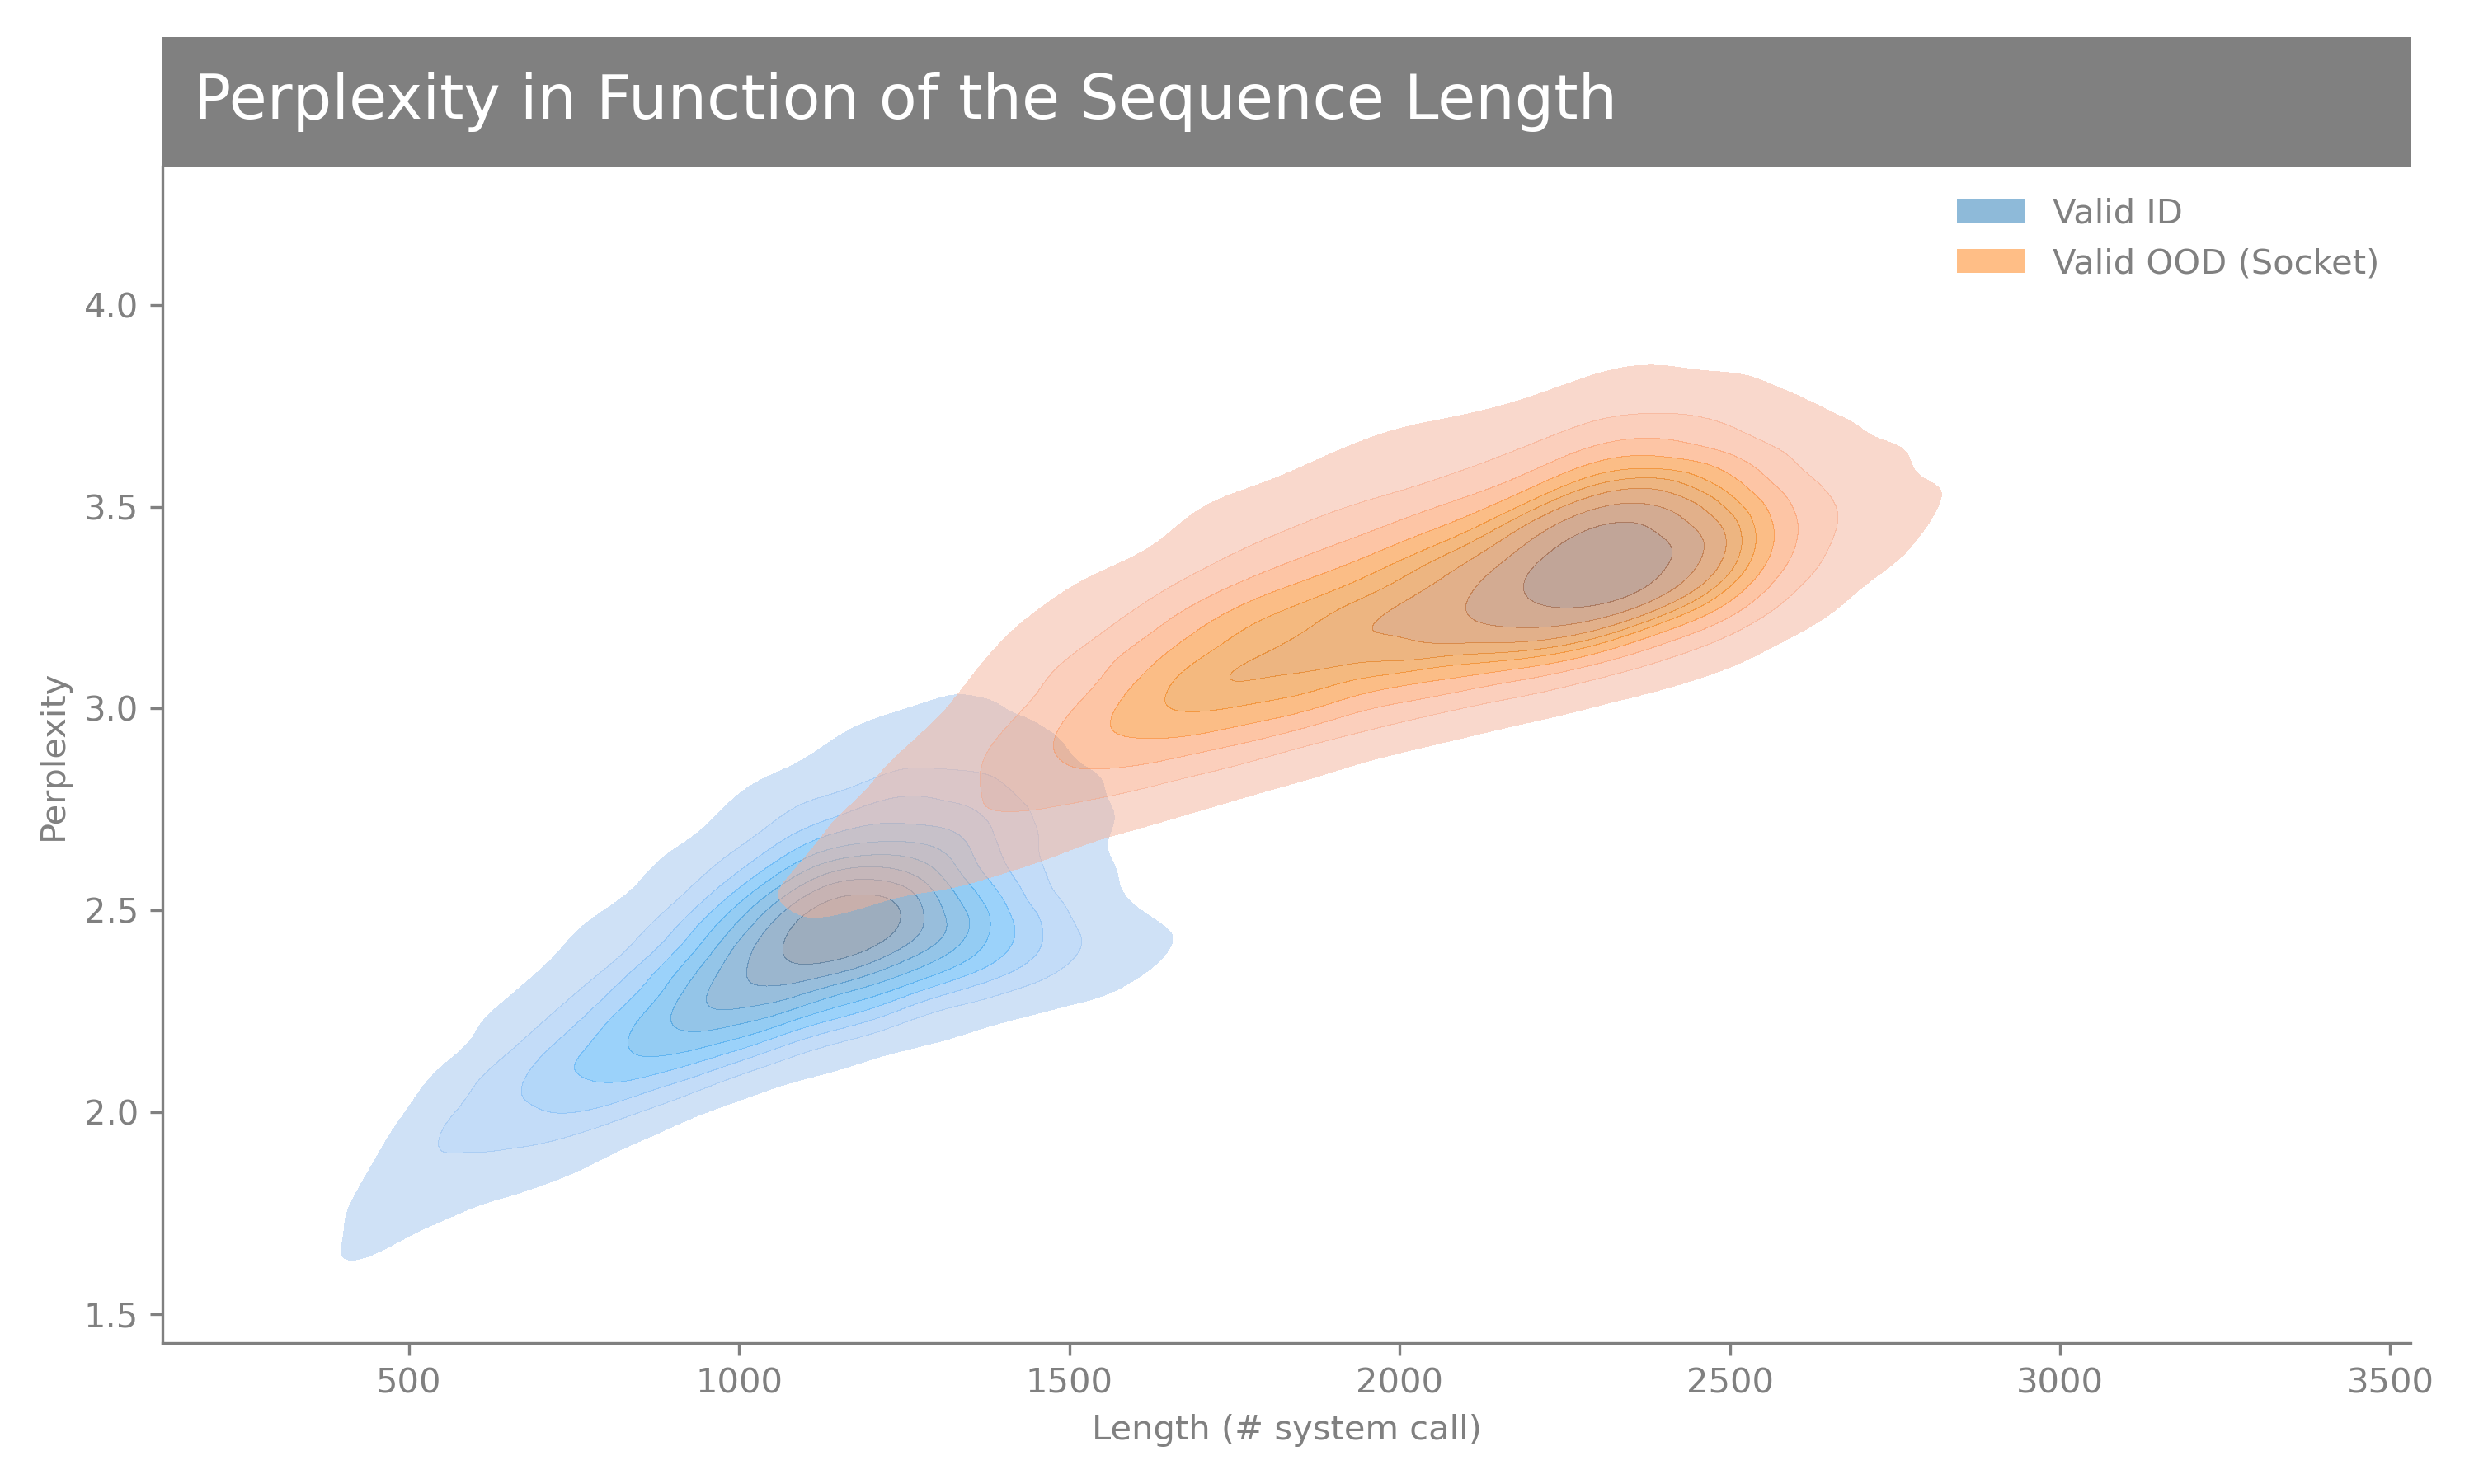 Perplexity in Function of the Sequence Length
Valid ID
Valid OOD (Socket)
4.0
3.5
3.0
2.5
2.0
1.5
Perplexity
500 1000 1500 2000 2500 3000 3500
Length (# system call)